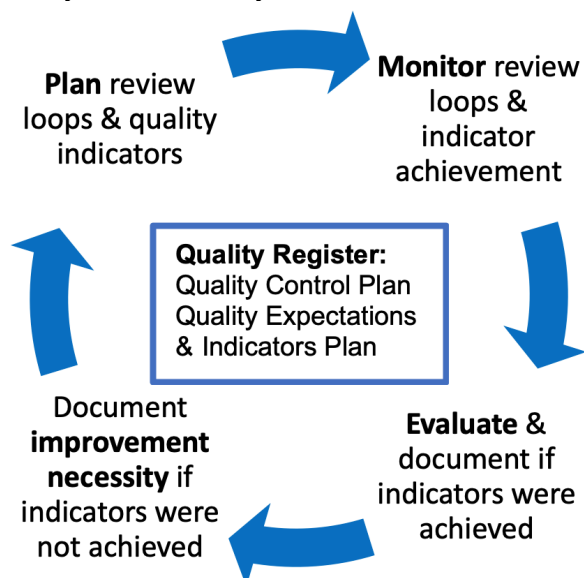 Plan review
loops & quality
indicators
Monitor review
loops &
indicator
achievement
Quality Register:
Quality Control Plan
Quality Expectations
& Indicators Plan
Evaluate &
document if
indicators were
achieved
Document
improvement
necessity if
indicators were
not achieved